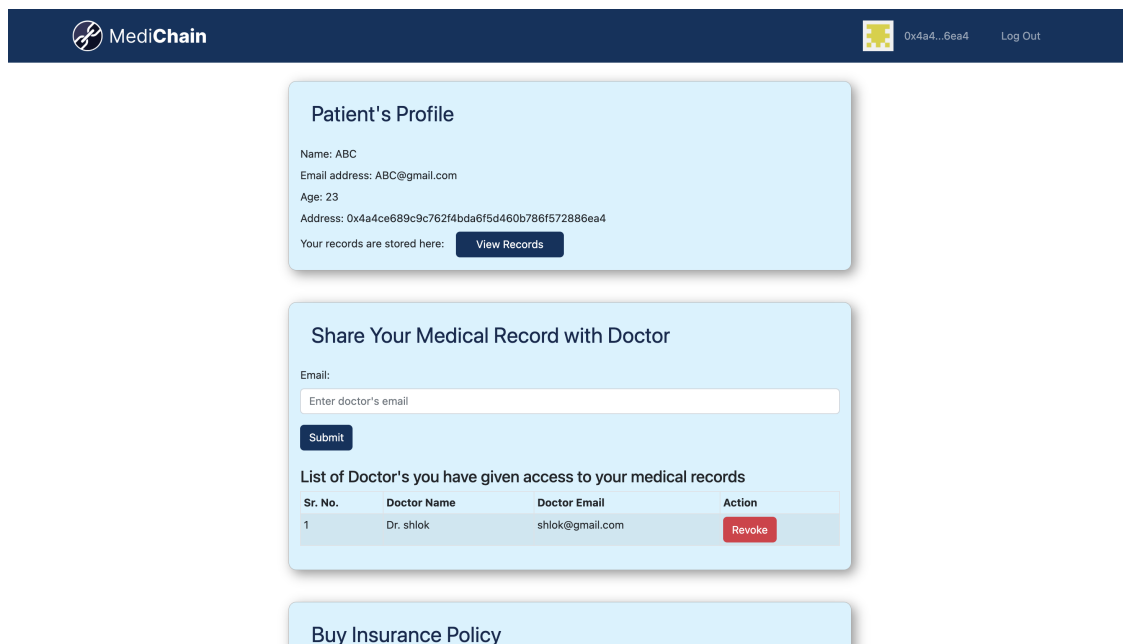 MediChain
0x4a4...6ea4 Log Out
Patient's Profile
Name: ABC
Email address: ABC@gmail.com
Age: 23
Address: 0x4a4ce689c9c762f4bda6f5d460b786f572886ea4
Your records are stored here: View Records
Share Your Medical Record with Doctor
Email:
Enter doctor's email
Submit
List of Doctor's you have given access to your medical records
Sr. No. Doctor Name Doctor Email Action
1 Dr. shlok shlok@gmail.com Revoke
Buy Insurance Policy